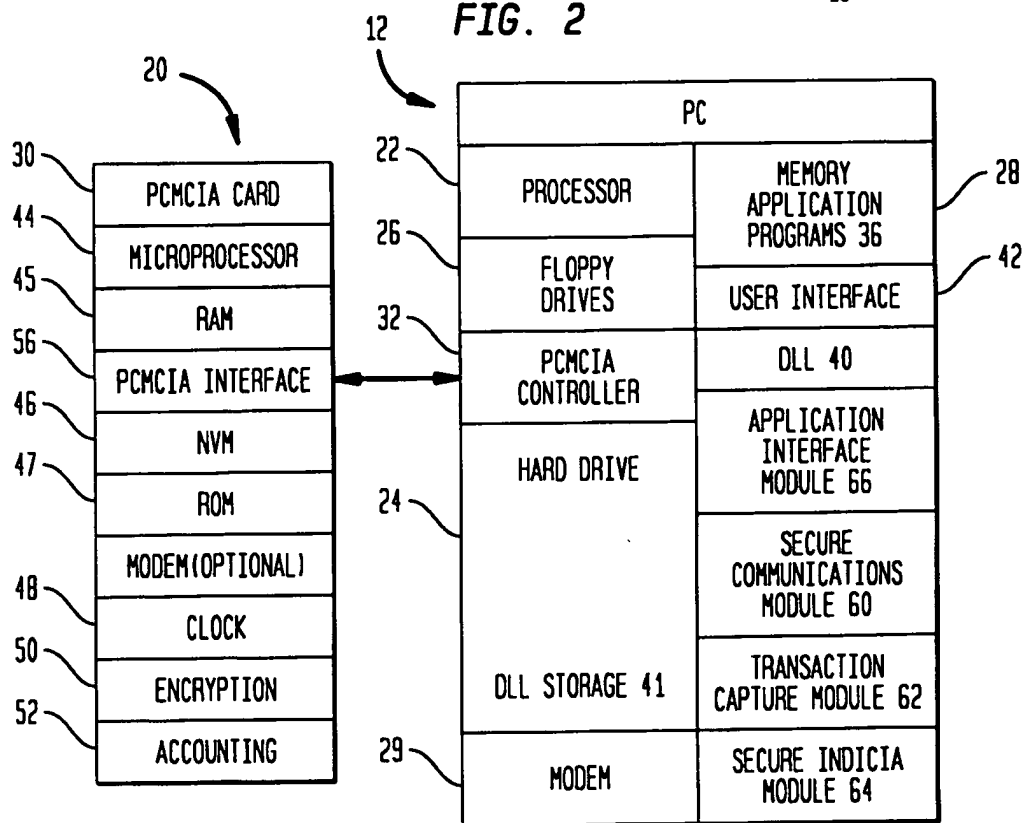 FIG. 2
12
20
30
PCMCIA CARD
44
MICROPROCESSOR
45
RAM
56
PCMCIA INTERFACE
46
NVM
47
ROM
MODEM(OPTIONAL)
48
CLOCK
50
ENCRYPTION
52
ACCOUNTING
PC
22
PROCESSOR
26
FLOPPY
DRIVES
32
PCMCIA
CONTROLLER
24
HARD DRIVE
DLL STORAGE 41
29
MODEM
MEMORY
APPLICATION
PROGRAMS 36
28
USER INTERFACE
42
DLL 40
APPLICATION
INTERFACE
MODULE 66
SECURE
COMMUNICATIONS
MODULE 60
TRANSACTION
CAPTURE MODULE 62
SECURE INDICIA
MODULE 64